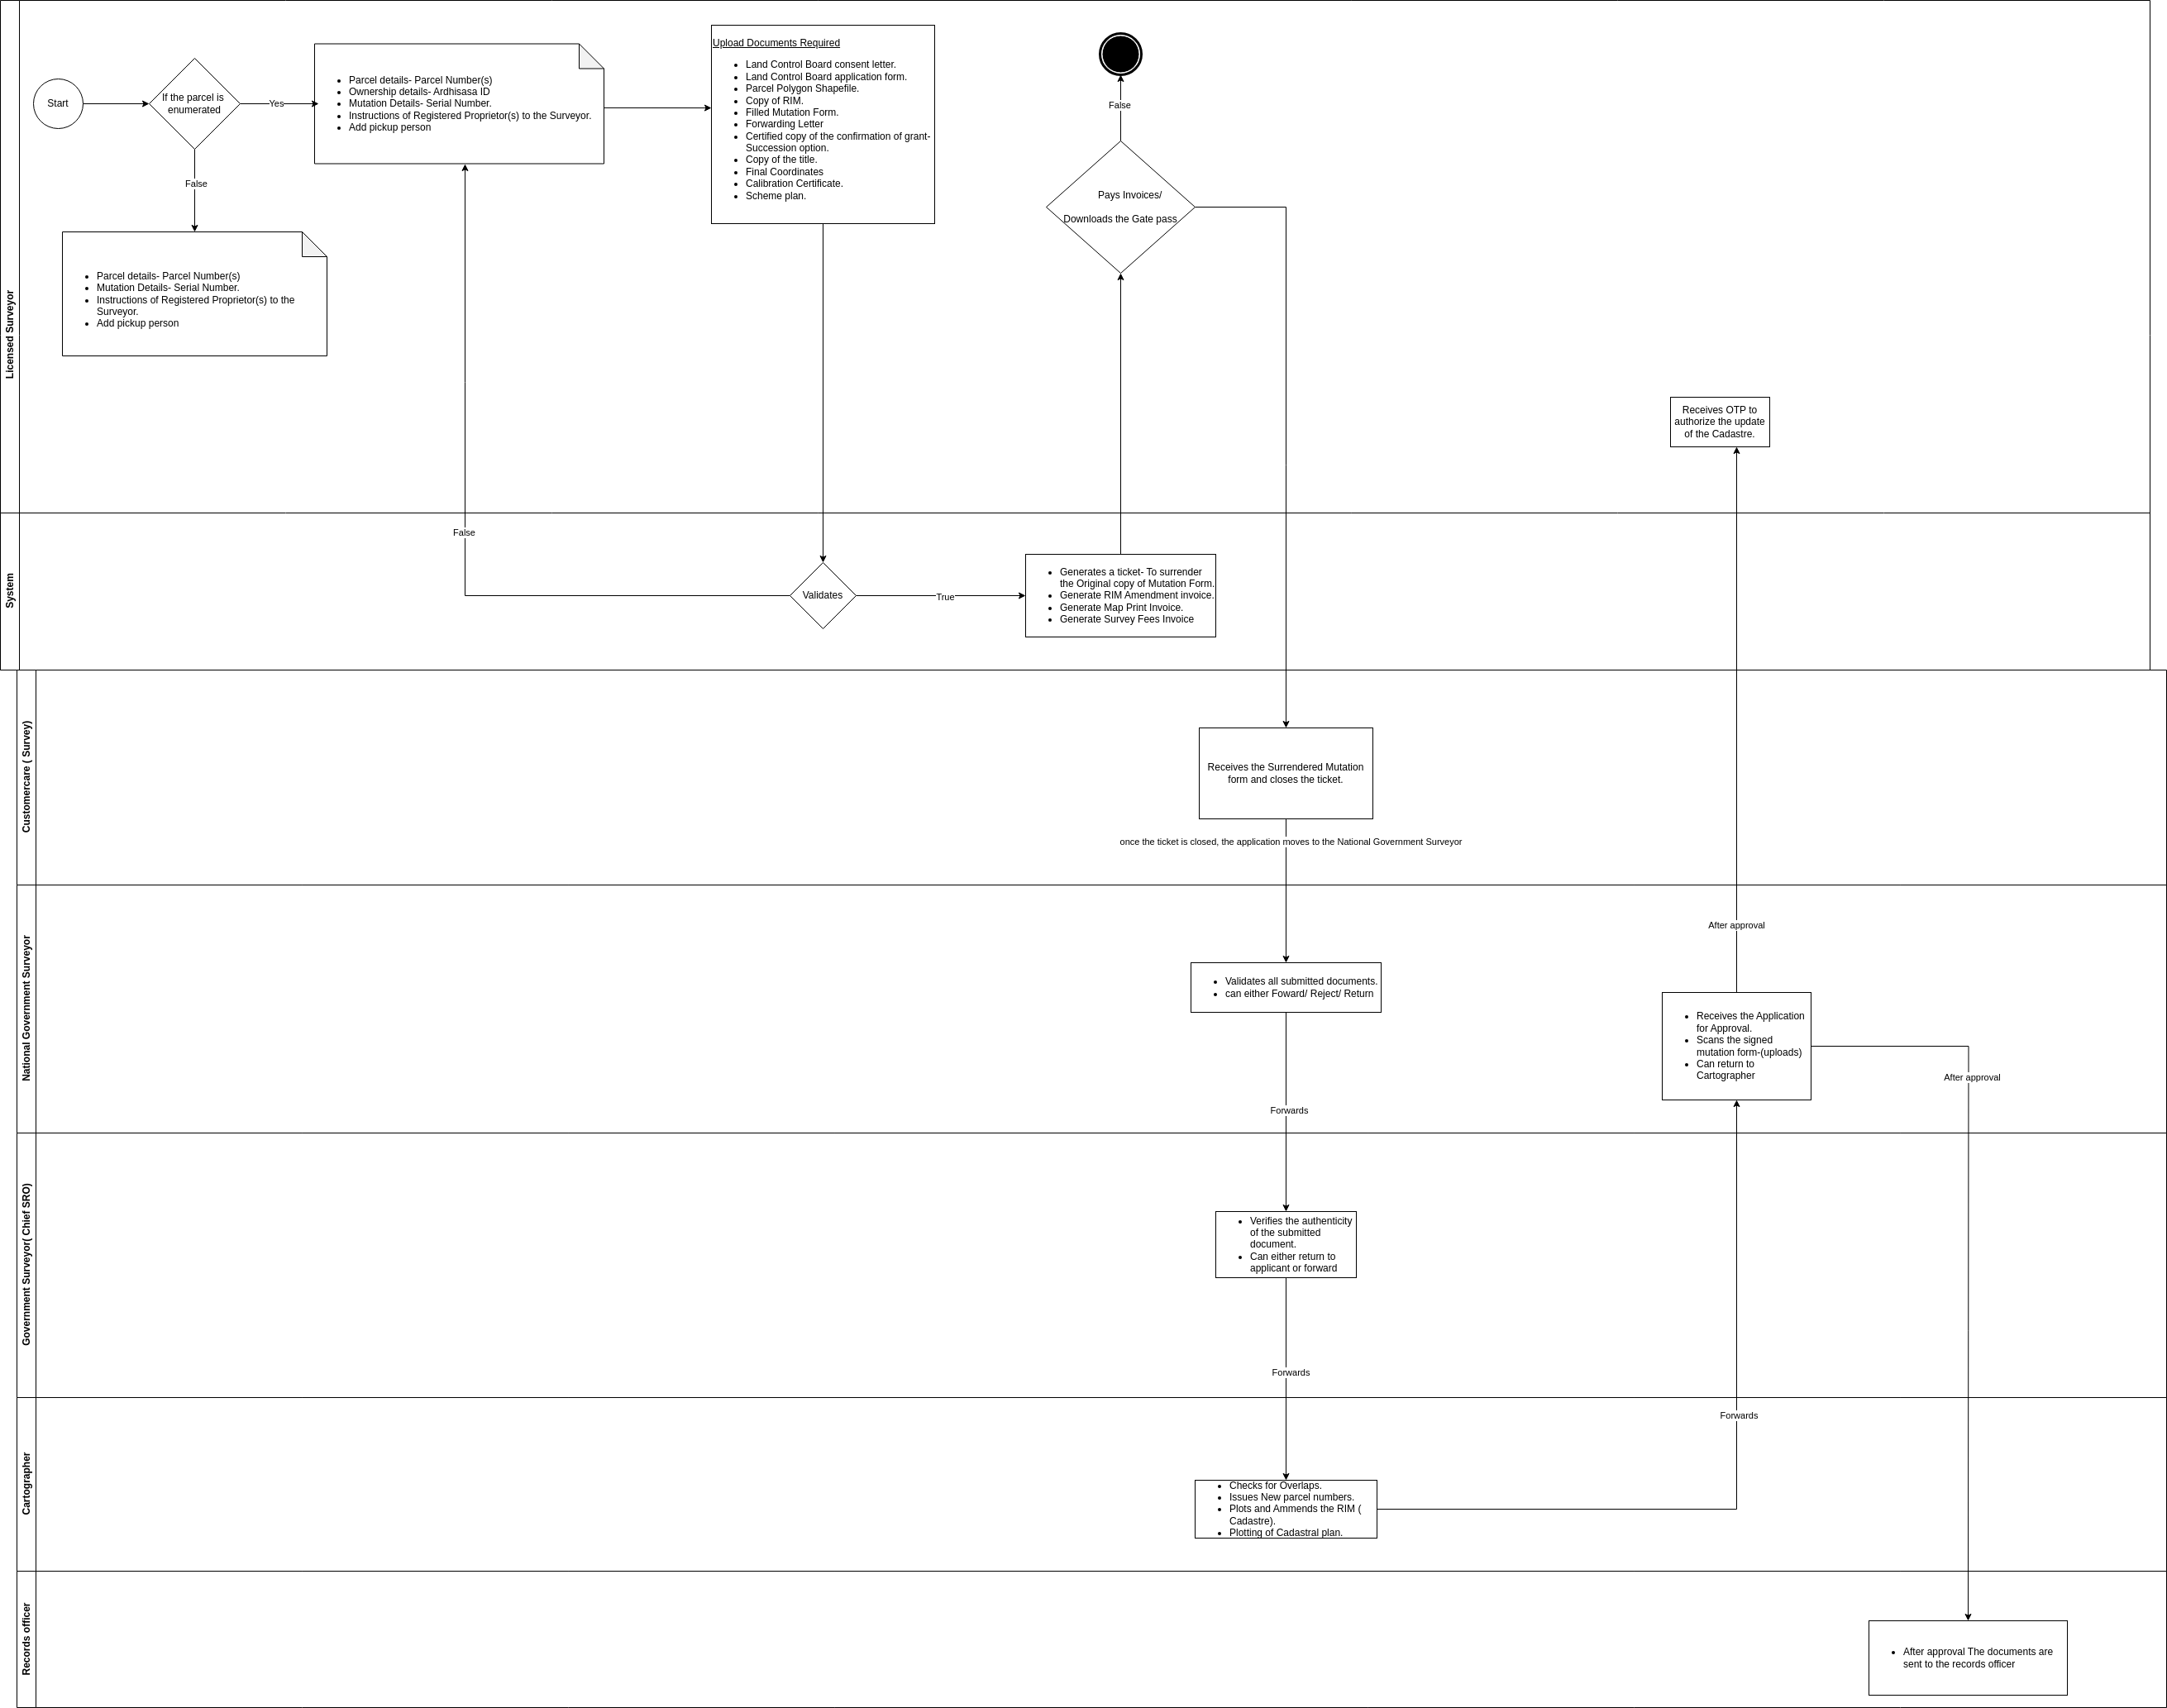 Licensed Surveyor
Start
If the parcel is
enumerated
Yes
False
Parcel details- Parcel Number(s)
Ownership details- Ardhisasa ID
Mutation Details- Serial Number.
Instructions of Registered Proprietor(s) to the Surveyor.
Add pickup person
Parcel details- Parcel Number(s)
Mutation Details- Serial Number.
Instructions of Registered Proprietor(s) to the
Surveyor.
Add pickup person
Upload Documents Required
Land Control Board consent letter.
Land Control Board application form.
Parcel Polygon Shapefile.
Copy of RIM.
Filled Mutation Form.
Forwarding Letter
Certified copy of the confirmation of grant-
Succession option.
Copy of the title.
Final Coordinates
Calibration Certificate.
Scheme plan.
False
Pays Invoices/
Downloads the Gate pass
Receives OTP to
authorize the update
of the Cadastre.
System
False
Validates
True
Generates a ticket- To surrender
the Original copy of Mutation Form.
Generate RIM Amendment invoice.
Generate Map Print Invoice.
Generate Survey Fees Invoice
Customercare ( Survey)
Receives the Surrendered Mutation
form and closes the ticket.
once the ticket is closed, the application moves to the National Government Surveyor
National Government Surveyor
After approval
Validates all submitted documents.
can either Foward/ Reject/ Return
Receives the Application
for Approval.
Scans the signed
mutation form-(uploads)
Can return to
Cartographer
After approval
Forwards
Government Surveyor( Chief SRO)
Verifies the authenticity
of the submitted
document.
Can either return to
applicant or forward
Forwards
Cartographer
Forwards
Checks for Overlaps.
Issues New parcel numbers.
Plots and Ammends the RIM (
Cadastre).
Plotting of Cadastral plan.
Records officer
After approval The documents are
sent to the records officer